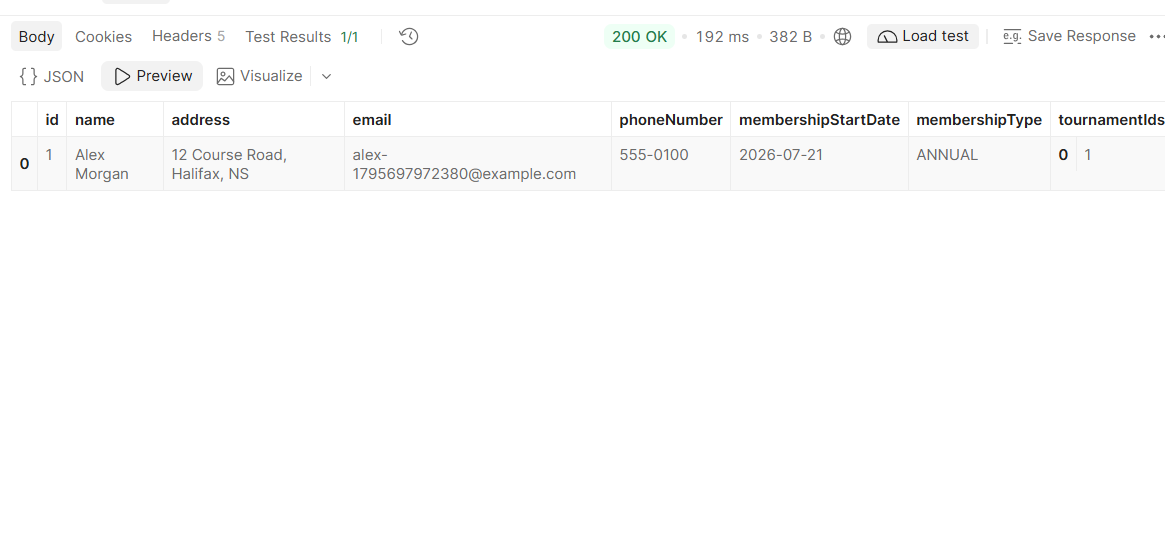 Body Cookies Headers 5 Test Results 1/1 200 OK 192 ms 382 B e.g. Save Response Load test
{ } JSON Preview Visualize
id name address email phoneNumber membershipStartDate membershipType tournamentIds
0 1 Alex 12 Course Road, alex- 555-0100 2026-07-21 ANNUAL 0 1
Morgan Halifax, NS 1795697972380@example.com